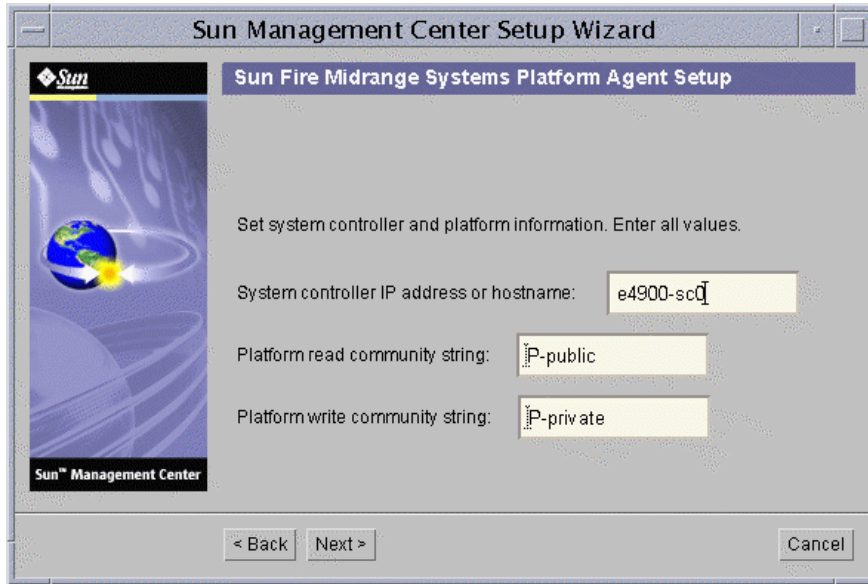 Sun Management Center Setup Wizard
Sun
Sun Fire Midrange Systems Platform Agent Setup
Set system controller and platform information. Enter all values.
System controller IP address or hostname: e4900-sc0
Platform read community string: P-public
Platform write community string: P-private
Sun™ Management Center
< Back Next > Cancel